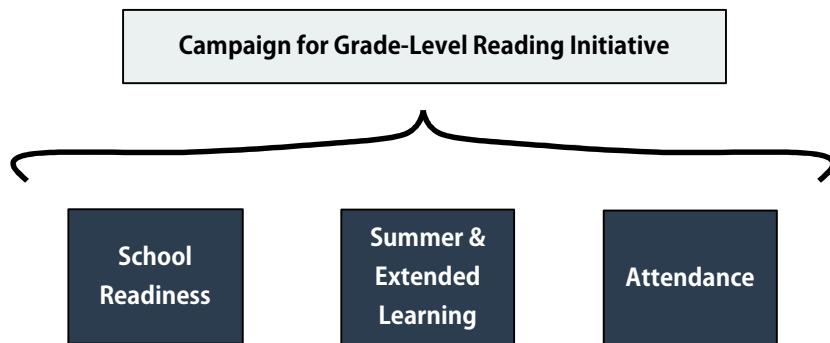 Campaign for Grade-Level Reading Initiative
School
Readiness
Summer &
Extended
Learning
Attendance